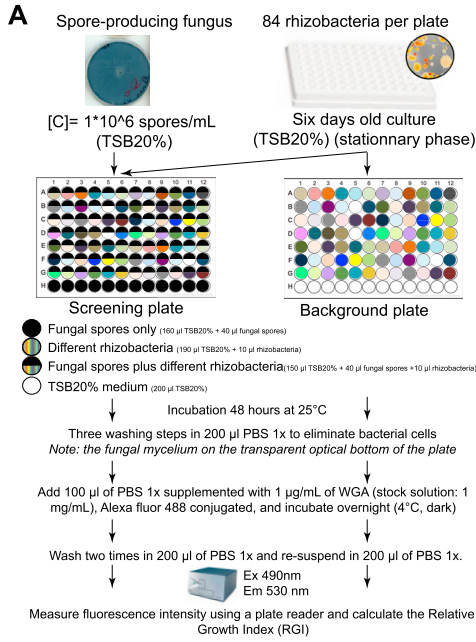 A
Spore-producing fungus
84 rhizobacteria per plate
[C]= 1*10^6 spores/mL
(TSB20%)
Six days old culture
(TSB20%) (stationnary phase)
1 2 3 4 5 6 7 8 9 10 11 12
A
B
C
D
E
F
G
H
1 2 3 4 5 6 7 8 9 10 11 12
A
B
C
D
E
F
G
H
Screening plate
Background plate
Fungal spores only (160 µl TSB20% + 40 µl fungal spores)
Different rhizobacteria (190 µl TSB20% + 10 µl rhizobacteria)
Fungal spores plus different rhizobacteria(150 µl TSB20% + 40 µl fungal spores +10 µl rhizobacteria)
TSB20% medium (200 µl TSB20%)
Incubation 48 hours at 25°C
Three washing steps in 200 µl PBS 1x to eliminate bacterial cells
Note: the fungal mycelium on the transparent optical bottom of the plate
Add 100 µl of PBS 1x supplemented with 1 µg/mL of WGA (stock solution: 1
mg/mL), Alexa fluor 488 conjugated, and incubate overnight (4°C, dark)
Wash two times in 200 µl of PBS 1x and re-suspend in 200 µl of PBS 1x.
Ex 490nm
Em 530 nm
Measure fluorescence intensity using a plate reader and calculate the Relative
Growth Index (RGI)